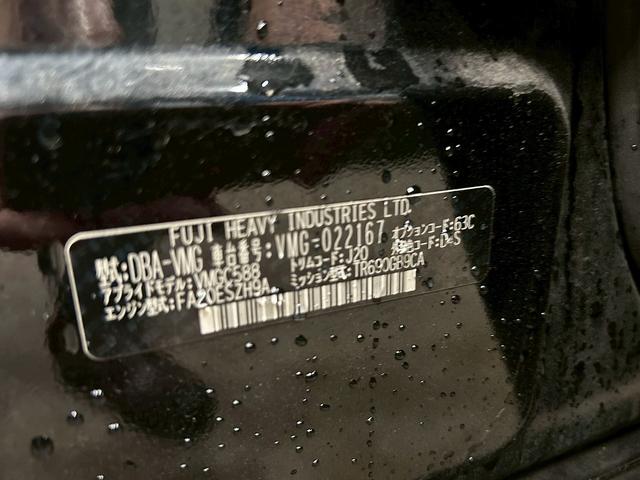 FUJI HEAVY INDUSTRIES LTD.
型式:DBA-VMG 車台番号:VMG-022167 オプションコード:63C
アプライドモデル:VMGC588 トリムコード:J20 外装色コード:D4S
エンジン型式:FA20ESZH9A ミッション型式:TR690GB9CA